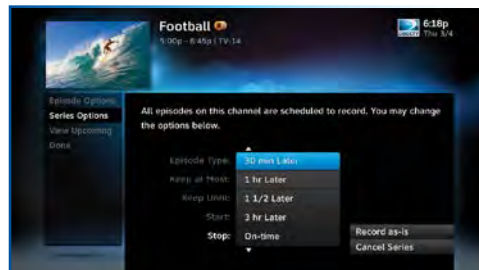 Football
5:00p - 8:45p | TV-14
DIRECTV
6:18p
Thu 3/4
Episode Options
Series Options
View Upcoming
Done
All episodes on this channel are scheduled to record. You may change
the options below.
Episode Type: 30 min Later
Keep at Most: 1 hr Later
Keep Until: 1 1/2 Later
Start: 3 hr Later
Stop: On-time
Record as-is
Cancel Series